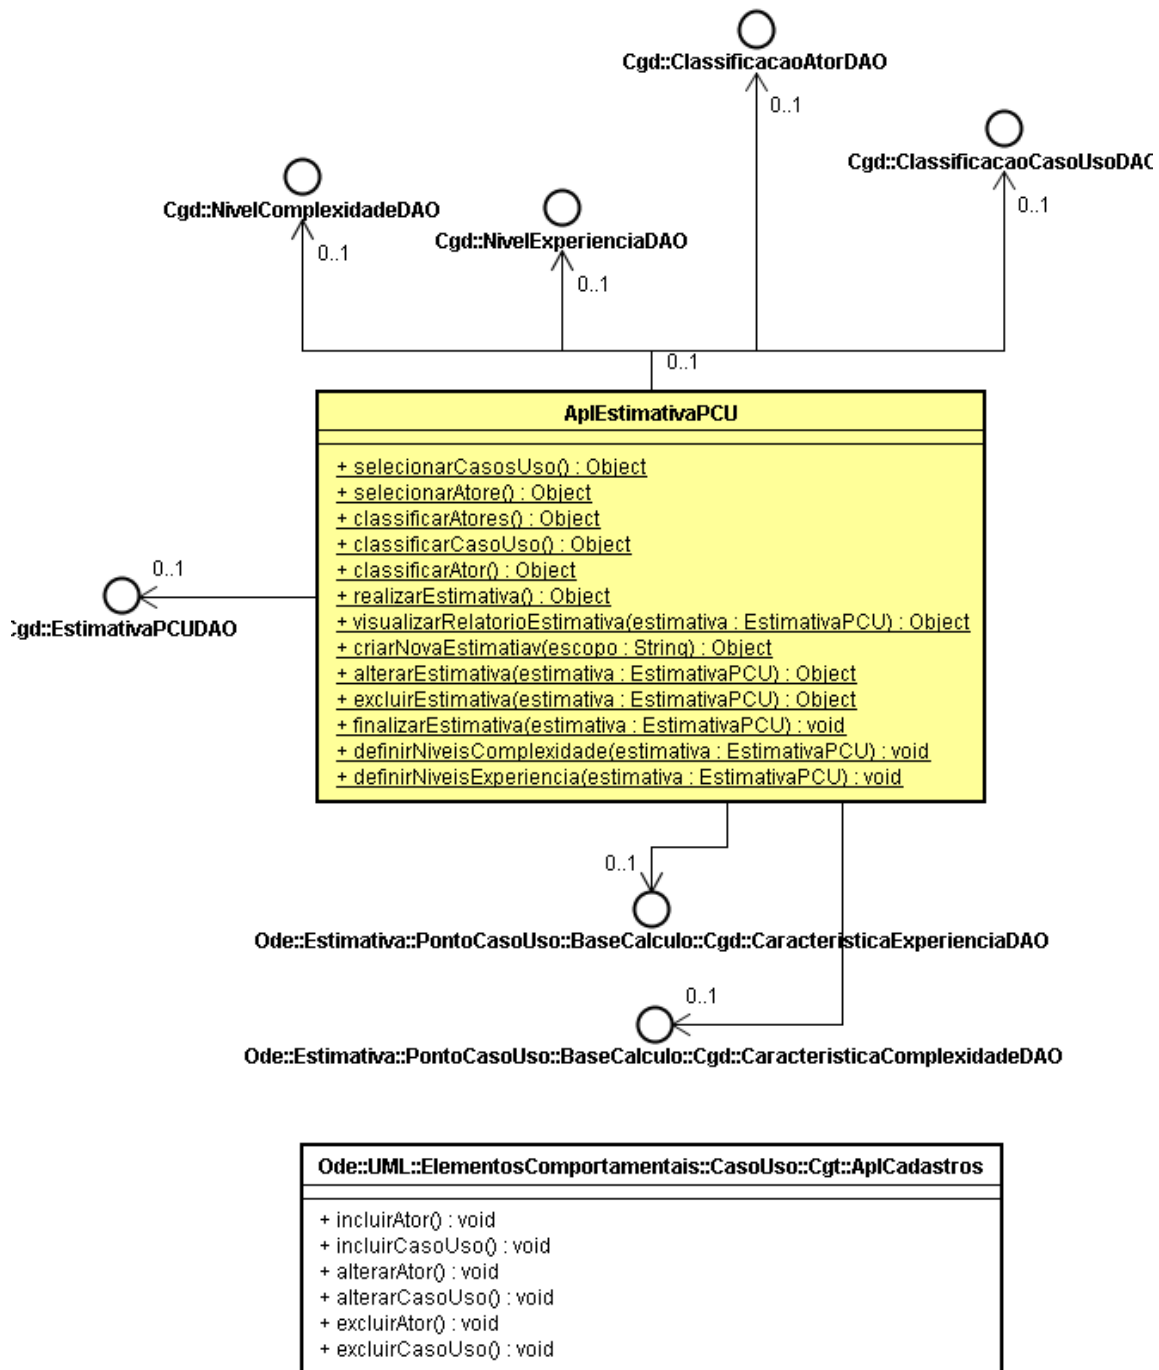 Cgd::ClassificacaoAtorDAO
0..1
Cgd::ClassificacaoCasoUsoDAO
0..1
Cgd::NivelComplexidadeDAO
0..1
Cgd::NivelExperienciaDAO
0..1
0..1
AplEstimativaPCU
+ selecionarCasosUso() : Object
+ selecionarAtore() : Object
+ classificarAtores() : Object
+ classificarCasoUso() : Object
+ classificarAtor() : Object
+ realizarEstimativa() : Object
+ visualizarRelatorioEstimativa(estimativa : EstimativaPCU) : Object
+ criarNovaEstimatiav(escopo : String) : Object
+ alterarEstimativa(estimativa : EstimativaPCU) : Object
+ excluirEstimativa(estimativa : EstimativaPCU) : Object
+ finalizarEstimativa(estimativa : EstimativaPCU) : void
+ definirNiveisComplexidade(estimativa : EstimativaPCU) : void
+ definirNiveisExperiencia(estimativa : EstimativaPCU) : void
0..1
Cgd::EstimativaPCUDAO
0..1
Ode::Estimativa::PontoCasoUso::BaseCalculo::Cgd::CaracteristicaExperienciaDAO
0..1
Ode::Estimativa::PontoCasoUso::BaseCalculo::Cgd::CaracteristicaComplexidadeDAO
Ode::UML::ElementosComportamentais::CasoUso::Cgt::AplCadastros
+ incluirAtor() : void
+ incluirCasoUso() : void
+ alterarAtor() : void
+ alterarCasoUso() : void
+ excluirAtor() : void
+ excluirCasoUso() : void